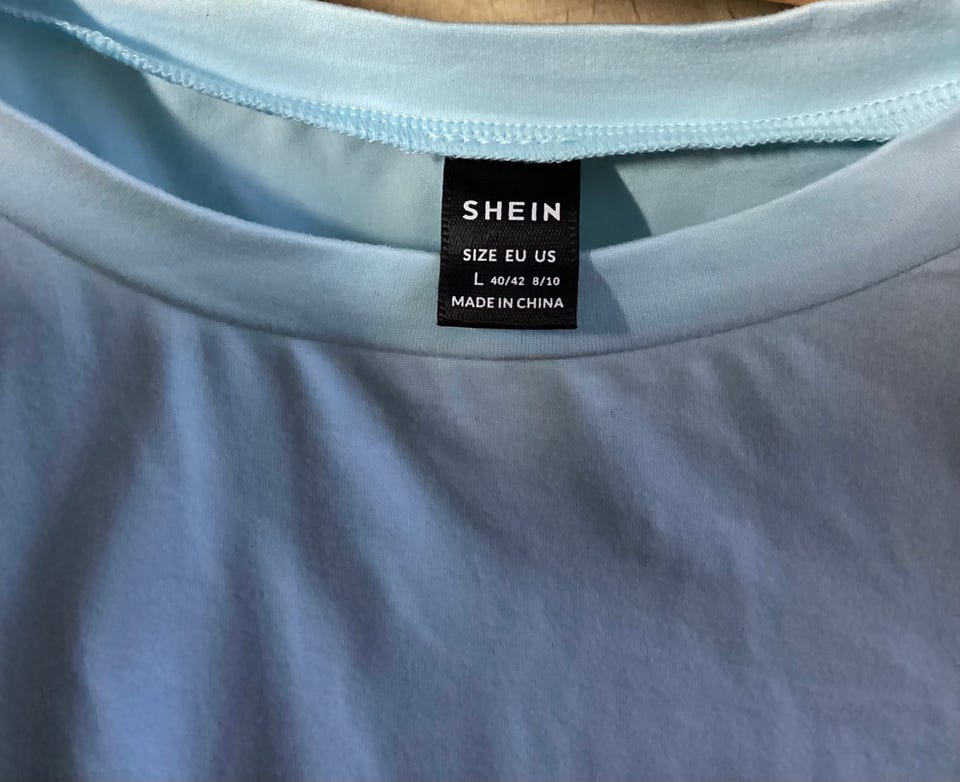 SHEIN
SIZE EU US
L 40/42 8/10
MADE IN CHINA